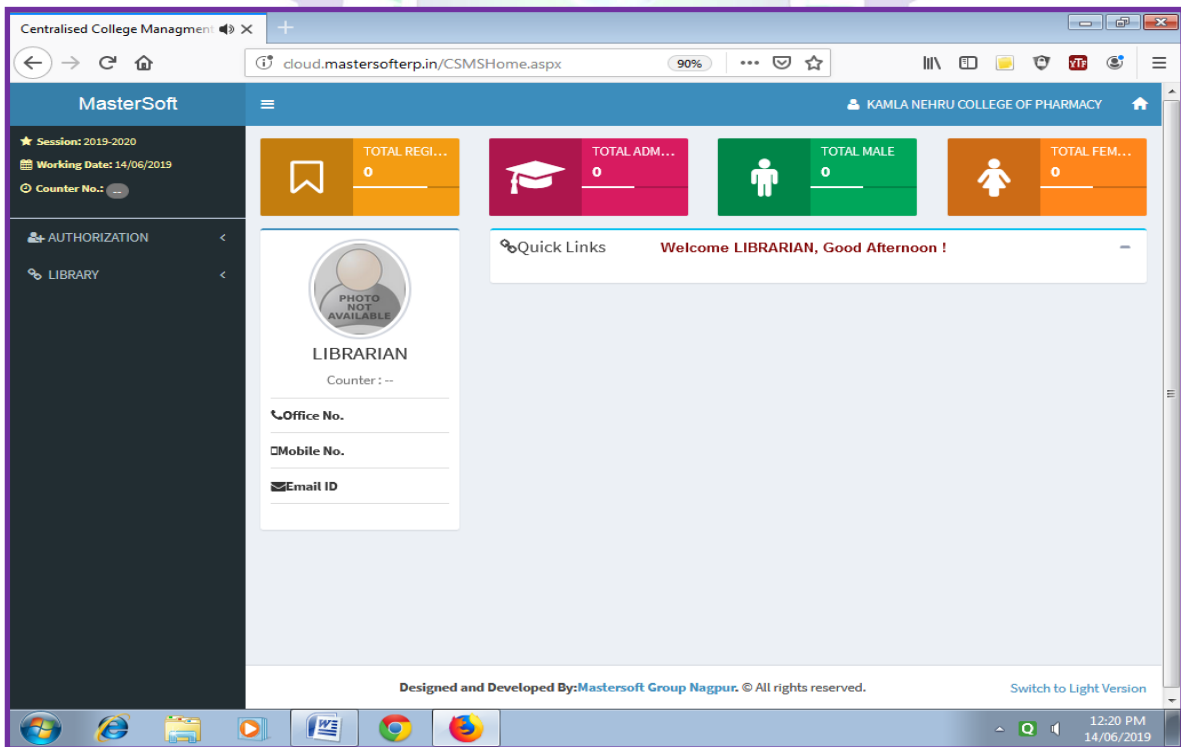 Centralised College Managment
cloud.mastersofterp.in/CSMSHome.aspx
90%
MasterSoft
KAMLA NEHRU COLLEGE OF PHARMACY
Session: 2019-2020
Working Date: 14/06/2019
Counter No.: --
AUTHORIZATION
LIBRARY
TOTAL REGI...
0
TOTAL ADM...
0
TOTAL MALE
0
TOTAL FEM...
0
PHOTO
NOT
AVAILABLE
LIBRARIAN
Counter : --
Office No.
Mobile No.
Email ID
Quick Links
Welcome LIBRARIAN, Good Afternoon !
Designed and Developed By:Mastersoft Group Nagpur. © All rights reserved.
Switch to Light Version
12:20 PM
14/06/2019